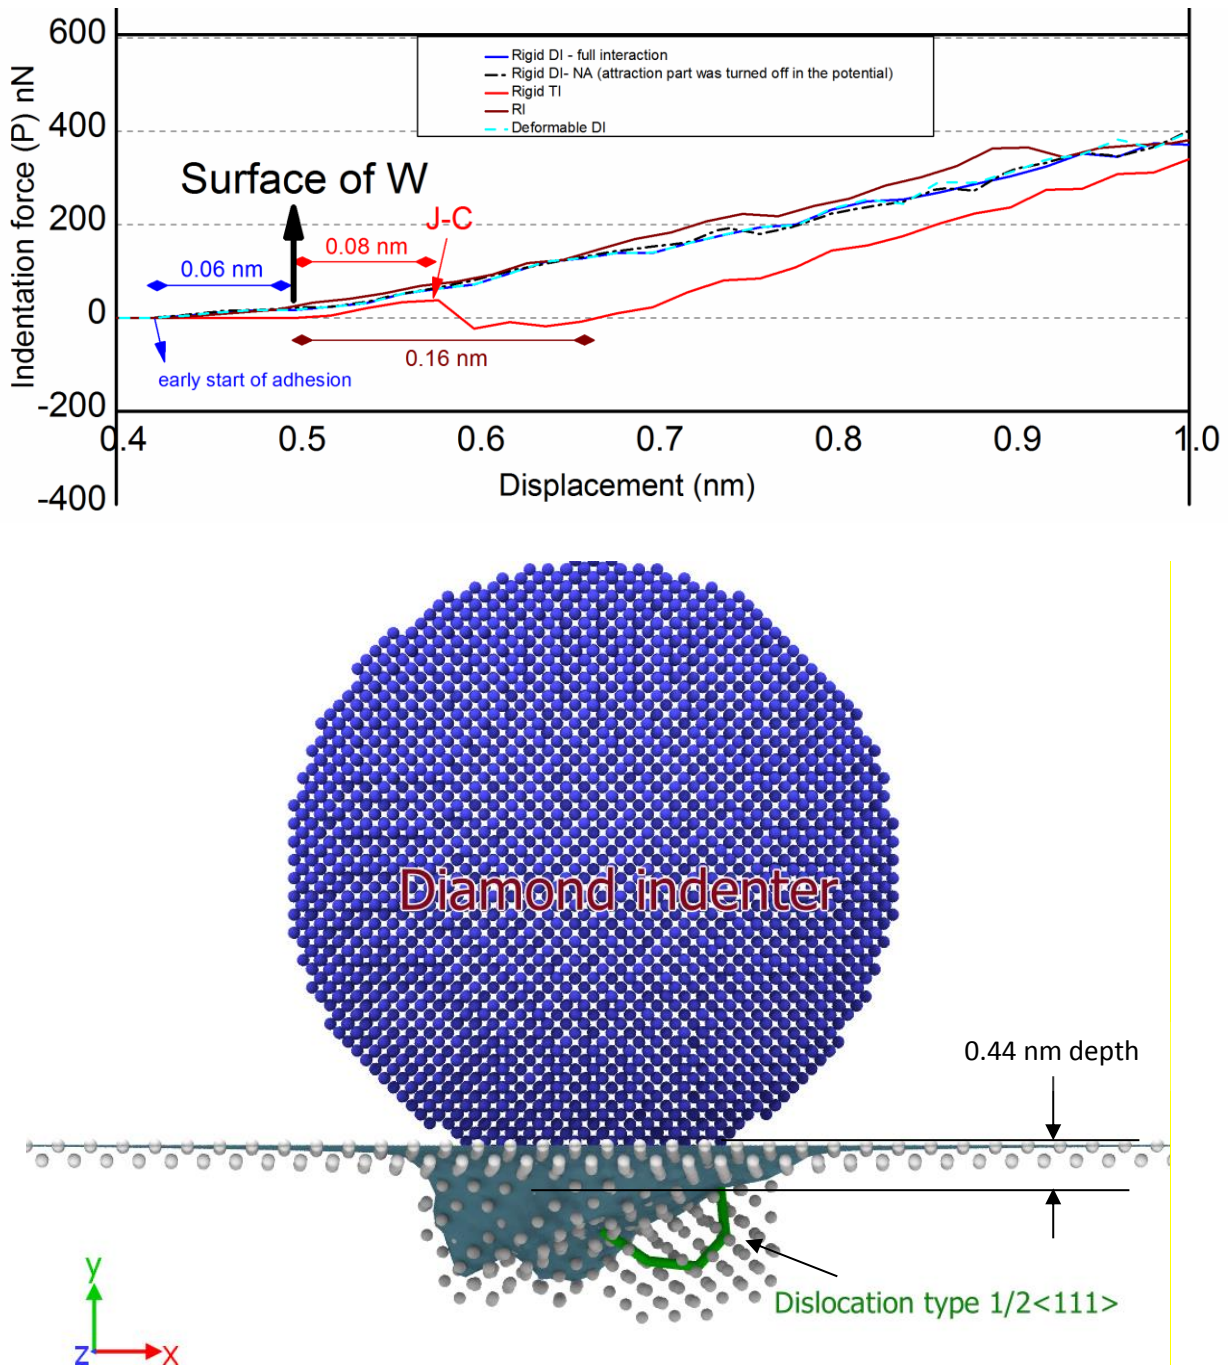 600
400
200
0
-200
-400
Indentation force (P) nN
Rigid DI - full interaction
Rigid DI- NA (attraction part was turned off in the potential)
Rigid TI
RI
Deformable DI
Surface of W
J-C
0.08 nm
0.06 nm
0.16 nm
early start of adhesion
0.4 0.5 0.6 0.7 0.8 0.9 1.0
Displacement (nm)
Diamond indenter
0.44 nm depth
Dislocation type 1/2<111>
y
z x